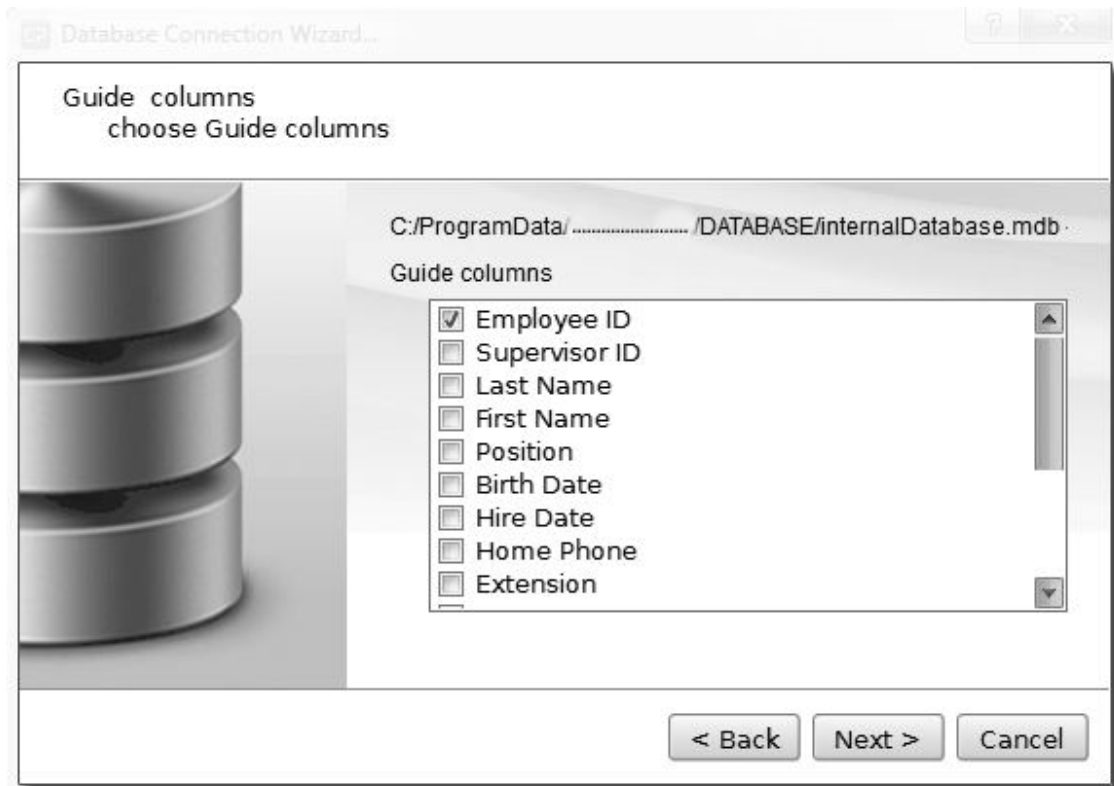 Database Connection Wizard...
Guide columns
choose Guide columns
C:/ProgramData/ ........................ /DATABASE/internalDatabase.mdb
Guide columns
Employee ID
Supervisor ID
Last Name
First Name
Position
Birth Date
Hire Date
Home Phone
Extension
< Back Next > Cancel